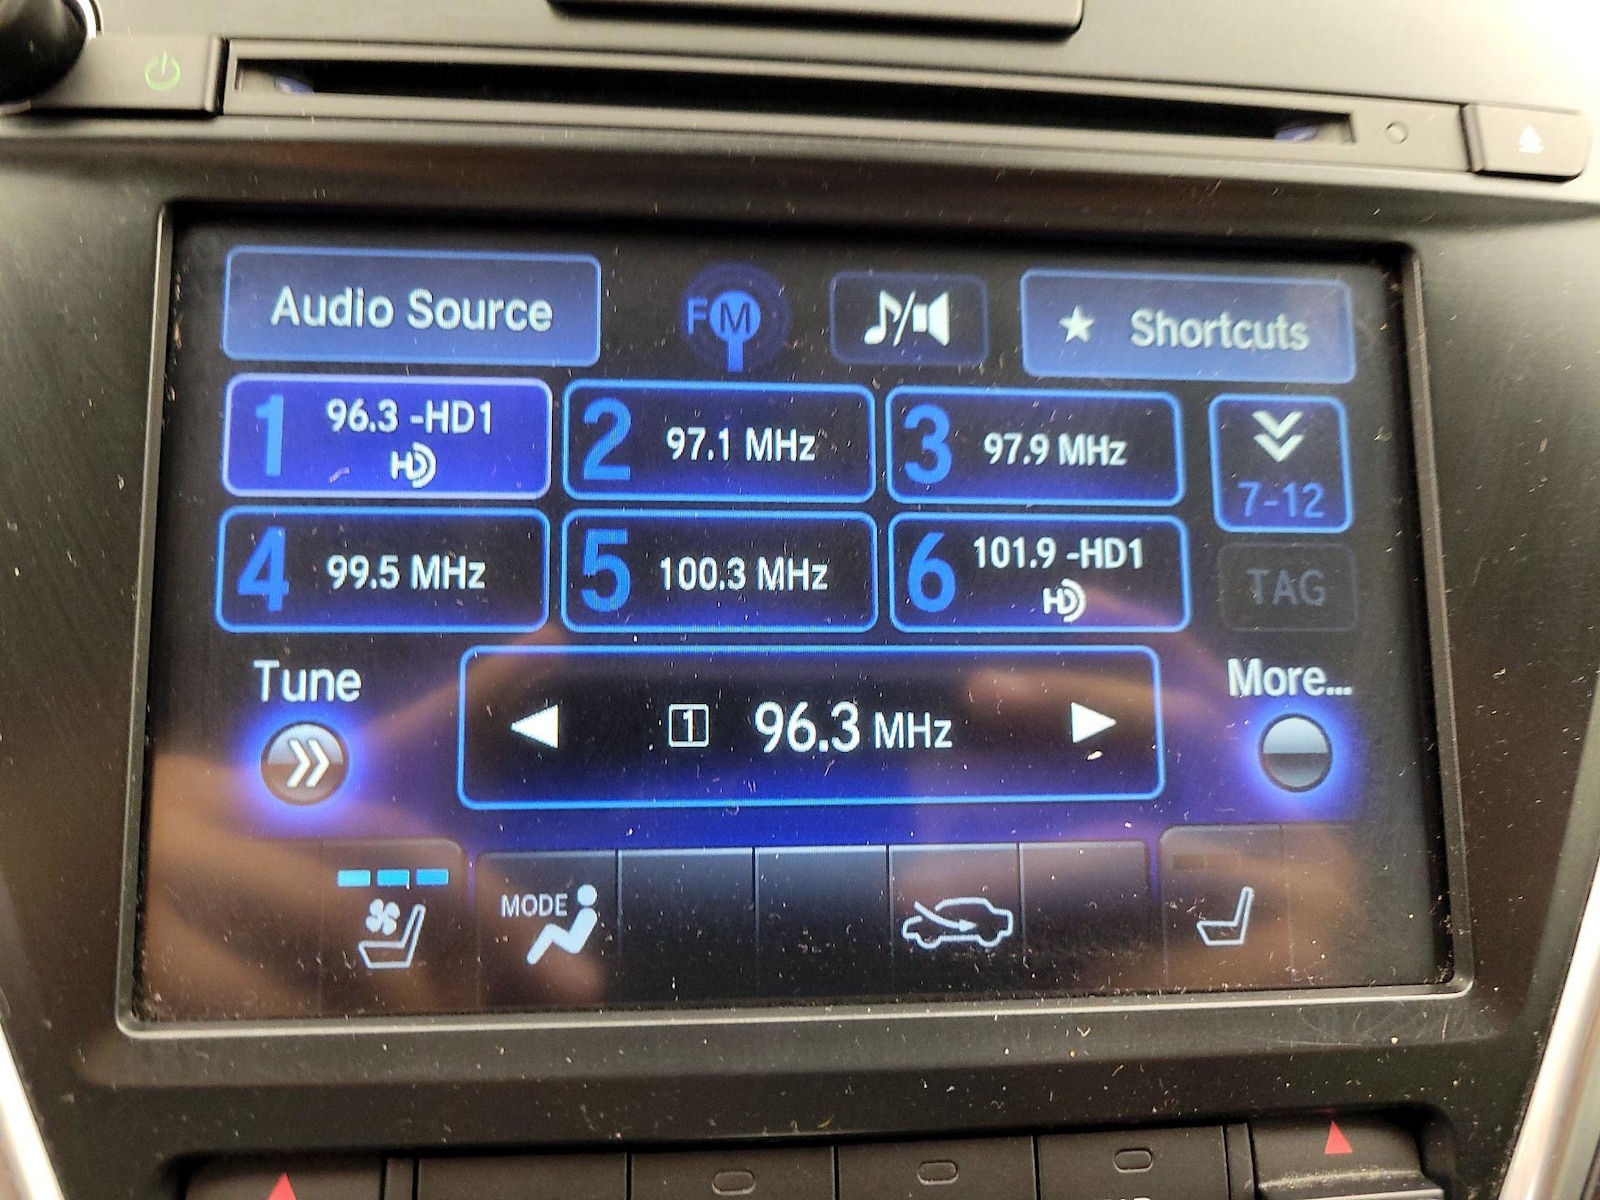 Audio Source
FM
Shortcuts
1 96.3 -HD1
HD
2 97.1 MHz
3 97.9 MHz
7-12
4 99.5 MHz
5 100.3 MHz
6 101.9 -HD1
HD
TAG
Tune
More...
1 96.3 MHz
MODE